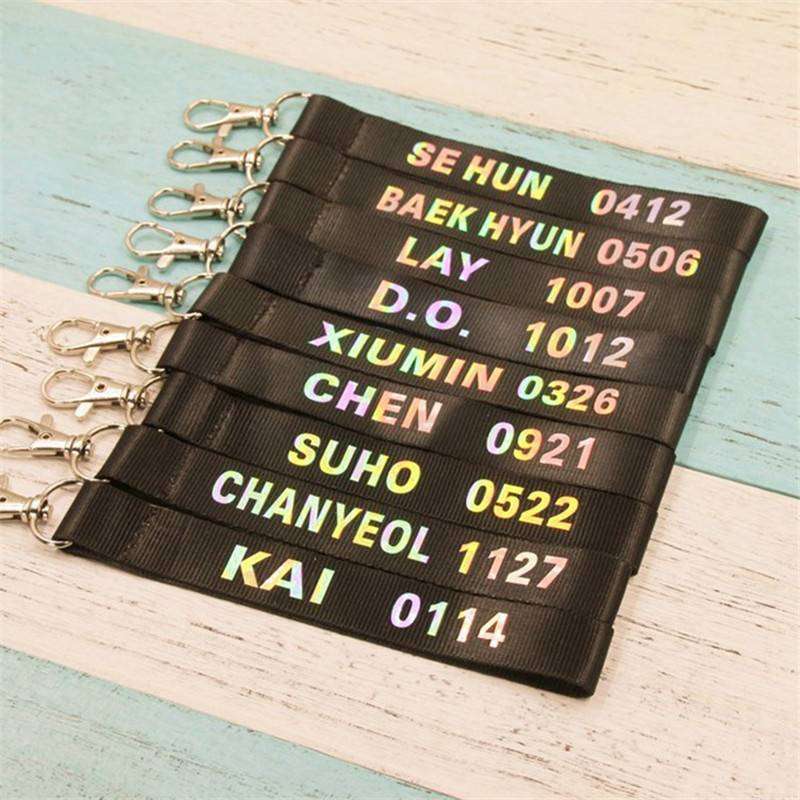 SE HUN 0412
BAEK HYUN 0506
LAY 1007
D.O. 1012
XIUMIN 0326
CHEN 0921
SUHO 0522
CHANYEOL 1127
KAI 0114